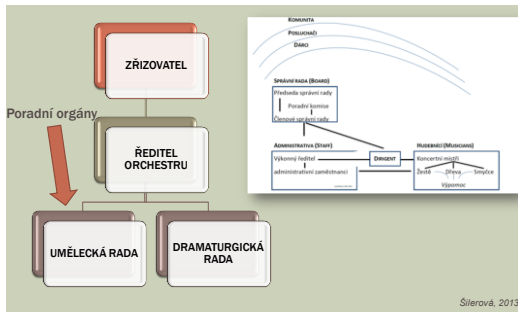 ZŘIZOVATEL
Poradní orgány
ŘEDITEL
ORCHESTRU
UMĚLECKÁ RADA
DRAMATURGICKÁ
RADA
KOMUNITA
POSLUCHAČI
DÁRCI
SPRÁVNÍ RADA (BOARD)
Předseda správní rady
Poradní komise
Členové správní rady
ADMINISTRATIVA (STAFF)
Výkonný ředitel
administrativní zaměstnanci
DIRIGENT
HUDEBNÍCI (MUSICIANS)
Koncertní mistři
Žestě Dřeva Smyčce
Výpomoc
Šilerová, 2013